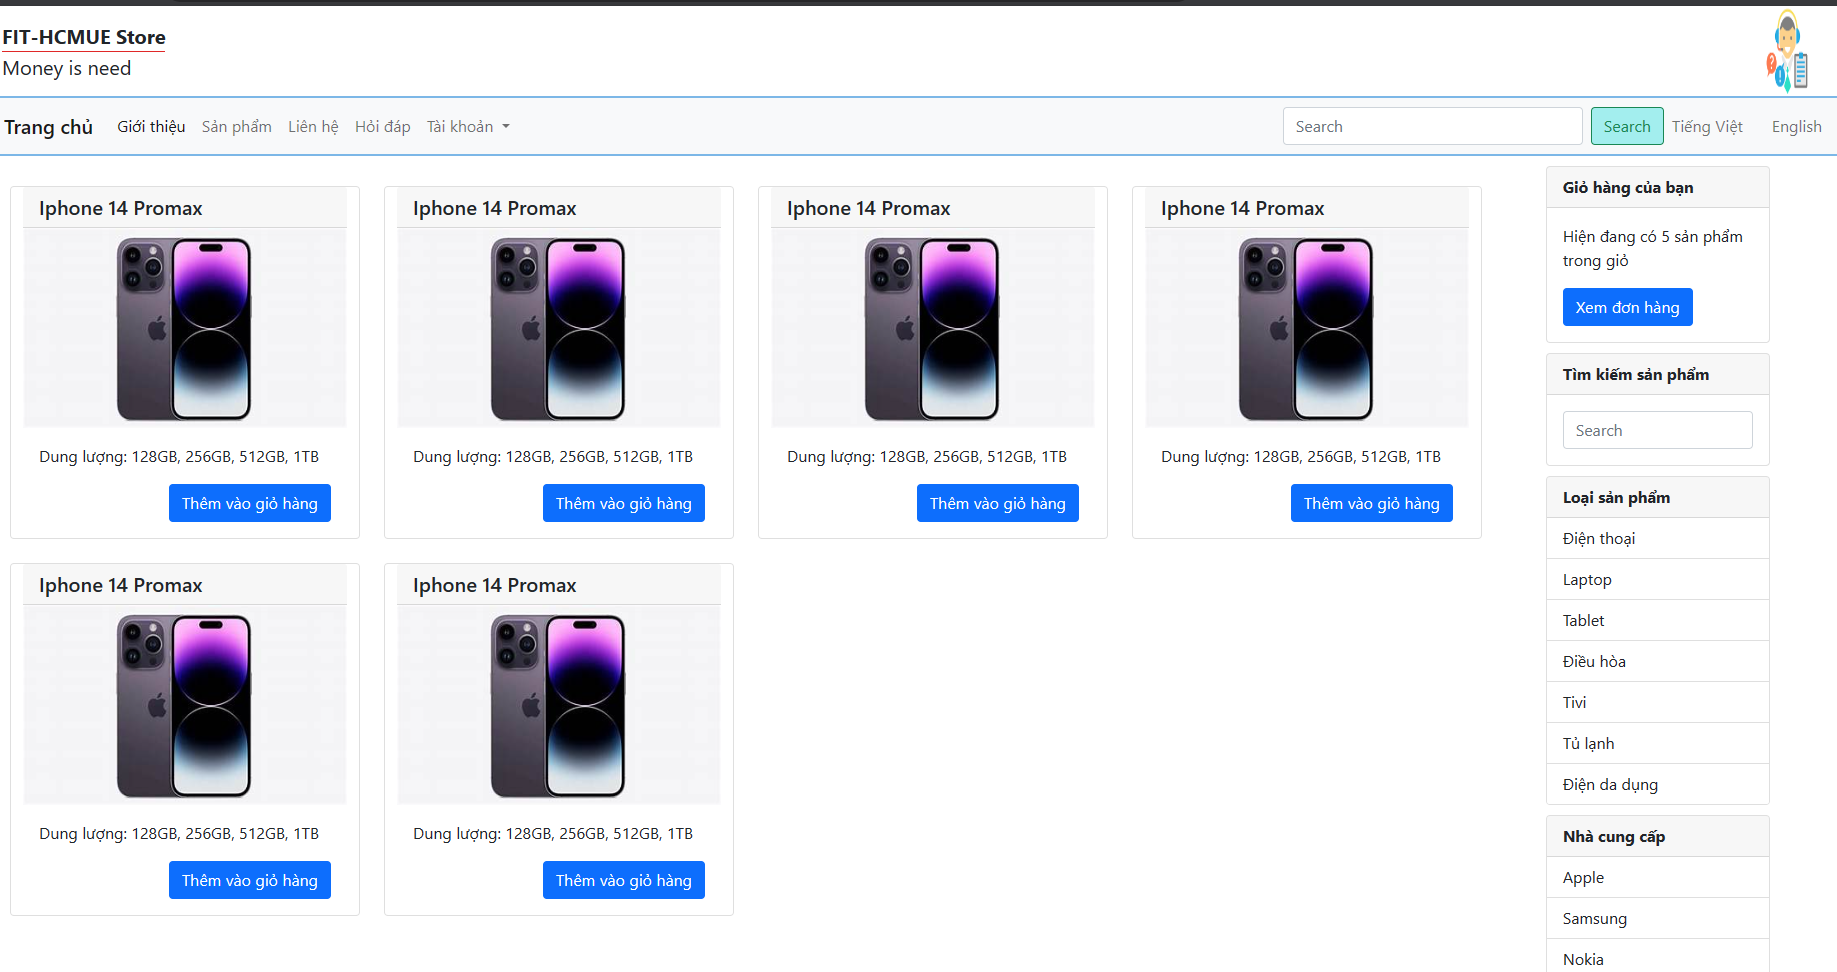 FIT-HCMUE Store
Money is need
Trang chủ Giới thiệu Sản phẩm Liên hệ Hỏi đáp Tài khoản Search Search Tiếng Việt English
Iphone 14 Promax Iphone 14 Promax Iphone 14 Promax Iphone 14 Promax
Dung lượng: 128GB, 256GB, 512GB, 1TB Dung lượng: 128GB, 256GB, 512GB, 1TB Dung lượng: 128GB, 256GB, 512GB, 1TB Dung lượng: 128GB, 256GB, 512GB, 1TB
Thêm vào giỏ hàng Thêm vào giỏ hàng Thêm vào giỏ hàng Thêm vào giỏ hàng
Iphone 14 Promax Iphone 14 Promax
Dung lượng: 128GB, 256GB, 512GB, 1TB Dung lượng: 128GB, 256GB, 512GB, 1TB
Thêm vào giỏ hàng Thêm vào giỏ hàng
Giỏ hàng của bạn
Hiện đang có 5 sản phẩm
trong giỏ
Xem đơn hàng
Tìm kiếm sản phẩm
Search
Loại sản phẩm
Điện thoại
Laptop
Tablet
Điều hòa
Tivi
Tủ lạnh
Điện da dụng
Nhà cung cấp
Apple
Samsung
Nokia